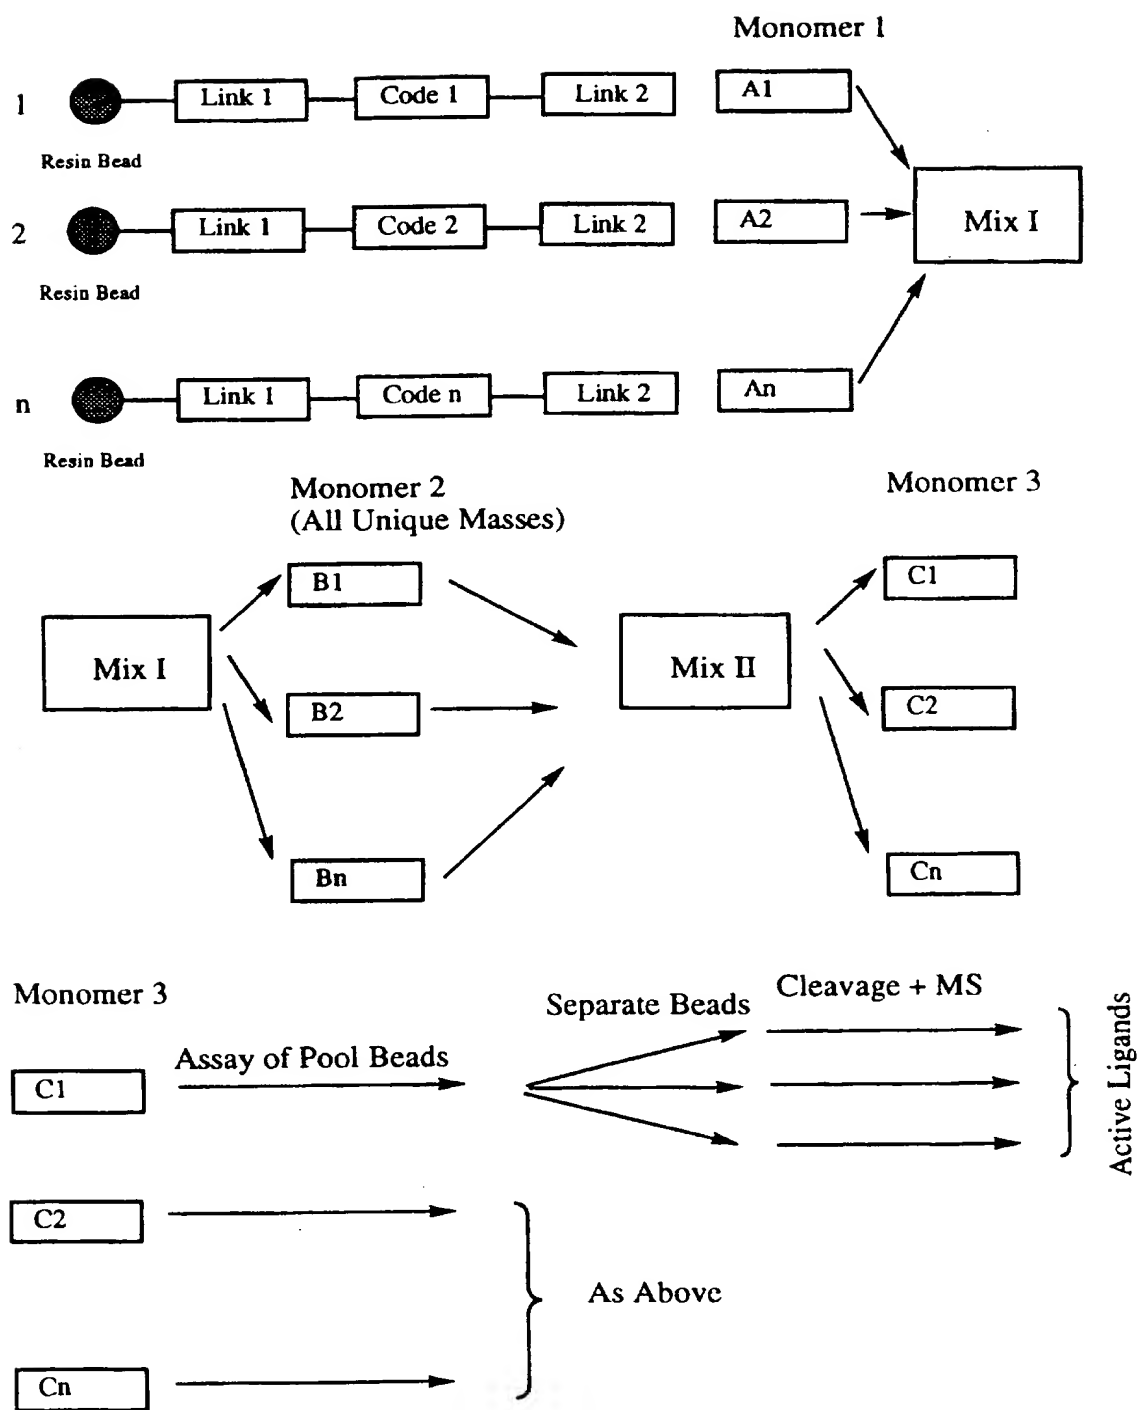 Monomer 1
1 Link 1 Code 1 Link 2 A1
Resin Bead
Mix I
2 Link 1 Code 2 Link 2 A2
Resin Bead
n Link 1 Code n Link 2 An
Resin Bead
Monomer 2
(All Unique Masses)
Monomer 3
B1
C1
Mix I
Mix II
B2
C2
Bn
Cn
Monomer 3
Separate Beads
Cleavage + MS
Assay of Pool Beads
C1
Active Ligands
C2
As Above
Cn